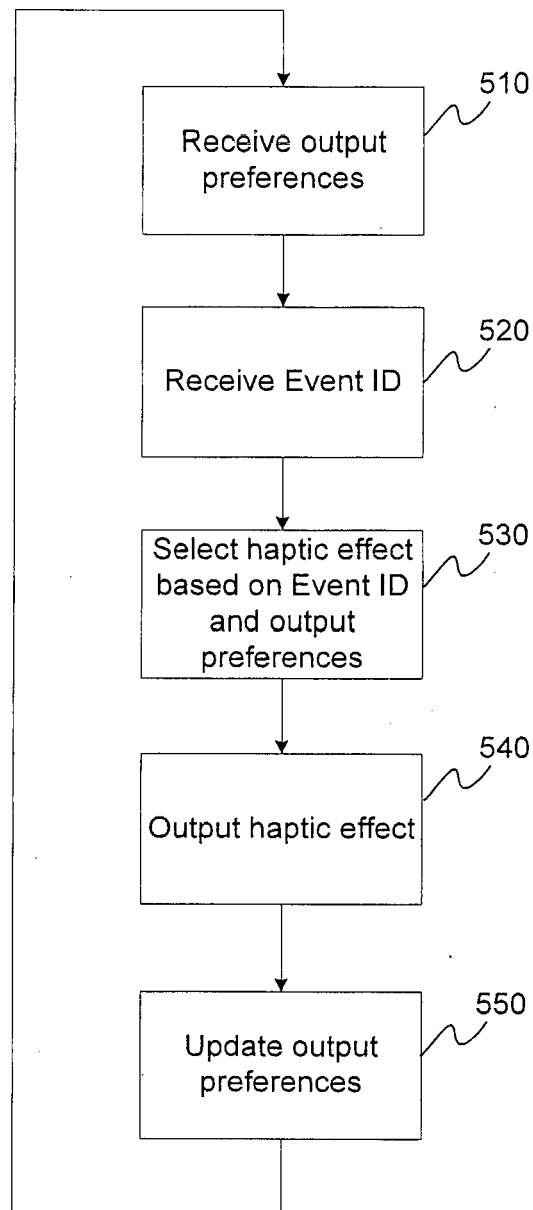 510
Receive output
preferences
520
Receive Event ID
530
Select haptic effect
based on Event ID
and output
preferences
540
Output haptic effect
550
Update output
preferences